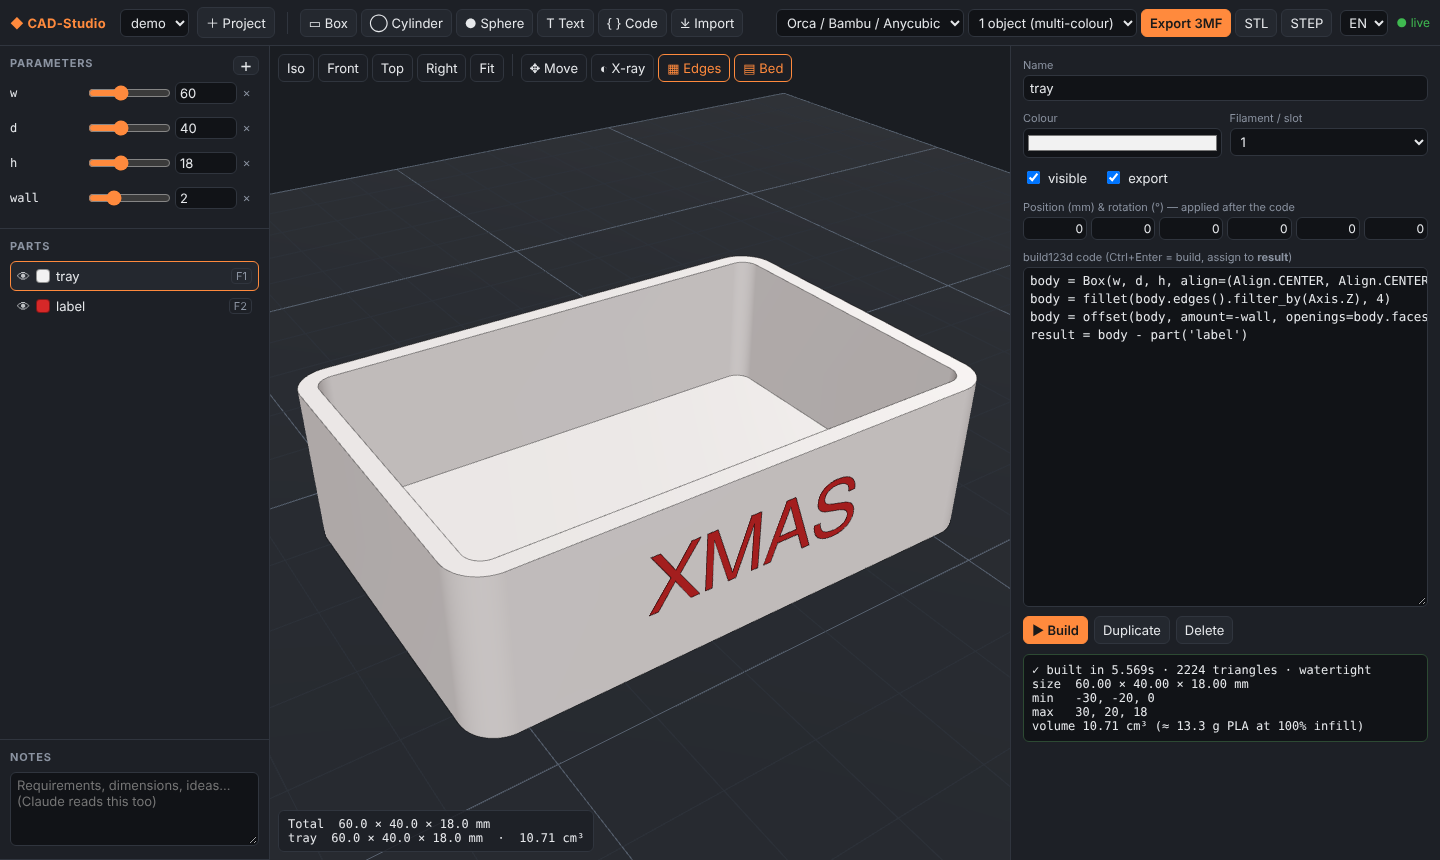 CAD-Studio demo + Project Box Cylinder Sphere T Text { } Code Import Orca / Bambu / Anycubic 1 object (multi-colour) Export 3MF STL STEP EN live
PARAMETERS +
w 60 ×
d 40 ×
h 18 ×
wall 2 ×
PARTS
tray F1
label F2
NOTES
Requirements, dimensions, ideas...
(Claude reads this too)
Iso Front Top Right Fit Move X-ray Edges Bed
XMAS
Total 60.0 × 40.0 × 18.0 mm
tray 60.0 × 40.0 × 18.0 mm · 10.71 cm³
Name
tray
Colour Filament / slot
1
visible export
Position (mm) & rotation (°) — applied after the code
0 0 0 0 0 0
build123d code (Ctrl+Enter = build, assign to result)
body = Box(w, d, h, align=(Align.CENTER, Align.CENTER
body = fillet(body.edges().filter_by(Axis.Z), 4)
body = offset(body, amount=-wall, openings=body.faces
result = body - part('label')
Build Duplicate Delete
✓ built in 5.569s · 2224 triangles · watertight
size 60.00 × 40.00 × 18.00 mm
min -30, -20, 0
max 30, 20, 18
volume 10.71 cm³ (≈ 13.3 g PLA at 100% infill)